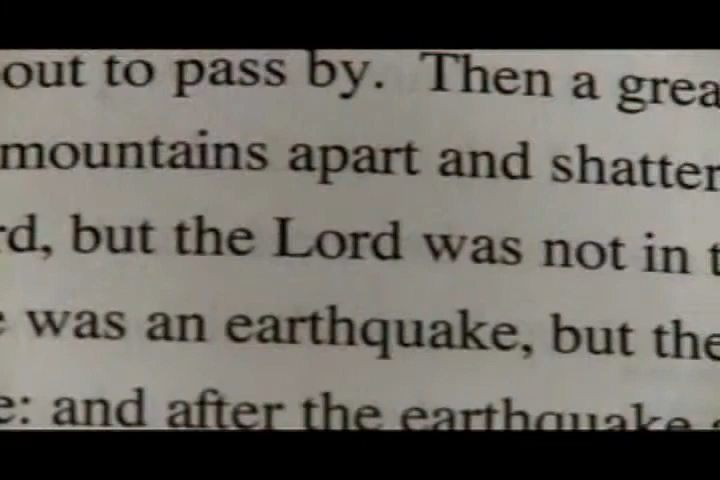 out to pass by. Then a grea
mountains apart and shatter
rd, but the Lord was not in t
e was an earthquake, but the
e: and after the earthquake